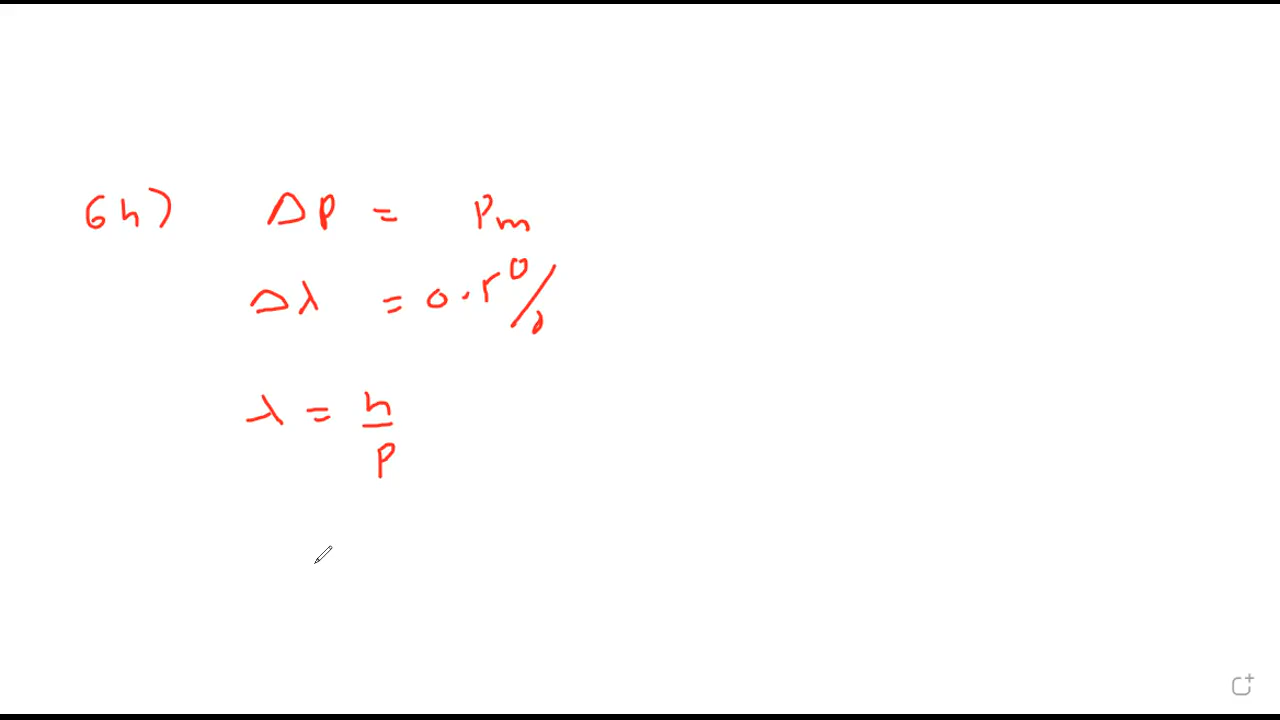 6h) ΔP = Pm
Δλ = 0.5%
λ = h/P